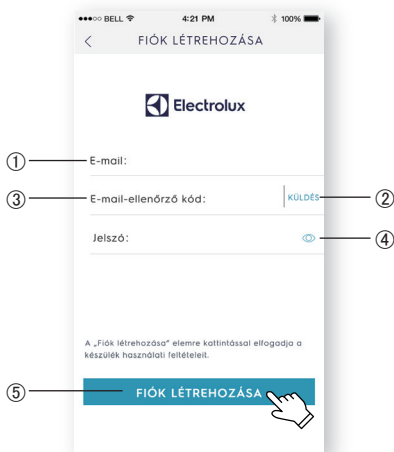 ●●●○○ BELL 4:21 PM 100%
< FIÓK LÉTREHOZÁSA
Electrolux
① E-mail:
③ E-mail-ellenőrző kód: KÜLDÉS ②
Jelszó: ④
A „Fiók létrehozása" elemre kattintással elfogadja a
készülék használati feltételeit.
⑤ FIÓK LÉTREHOZÁSA